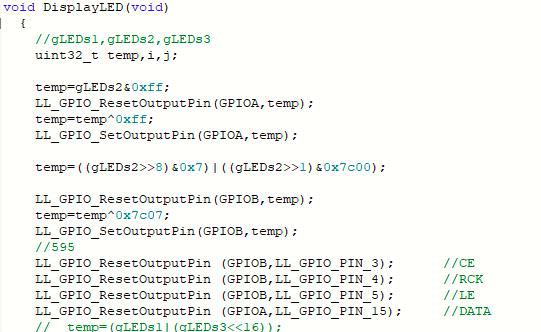 void DisplayLED(void)
{
//gLEDs1,gLEDs2,gLEDs3
uint32_t temp,i,j;
temp=gLEDs2&0xff;
LL_GPIO_ResetOutputPin(GPIOA,temp);
temp=temp^0xff;
LL_GPIO_SetOutputPin(GPIOA,temp);
temp=((gLEDs2>>8)&0x7)|((gLEDs2>>1)&0x7c00);
LL_GPIO_ResetOutputPin(GPIOB,temp);
temp=temp^0x7c07;
LL_GPIO_SetOutputPin(GPIOB,temp);
//595
LL_GPIO_ResetOutputPin (GPIOB,LL_GPIO_PIN_3); //CE
LL_GPIO_ResetOutputPin (GPIOB,LL_GPIO_PIN_4); //RCK
LL_GPIO_ResetOutputPin (GPIOB,LL_GPIO_PIN_5); //LE
LL_GPIO_ResetOutputPin (GPIOA,LL_GPIO_PIN_15); //DATA
// temp=(gLEDs1|(gLEDs3<<16));